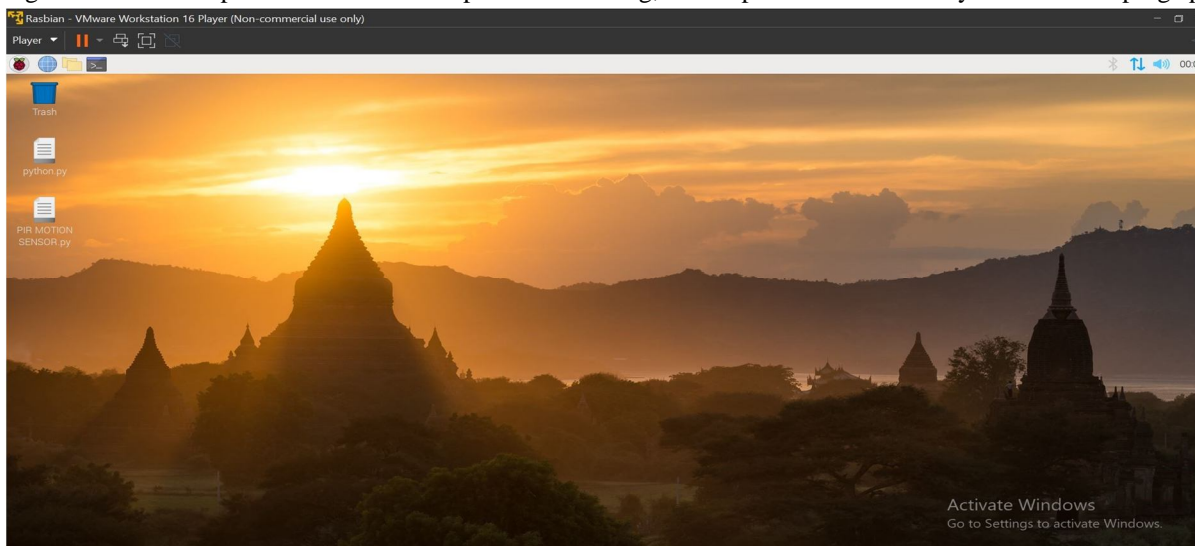 Rasbian - VMware Workstation 16 Player (Non-commercial use only)
Player
Trash
python.py
PIR MOTION
SENSOR.py
Activate Windows
Go to Settings to activate Windows.